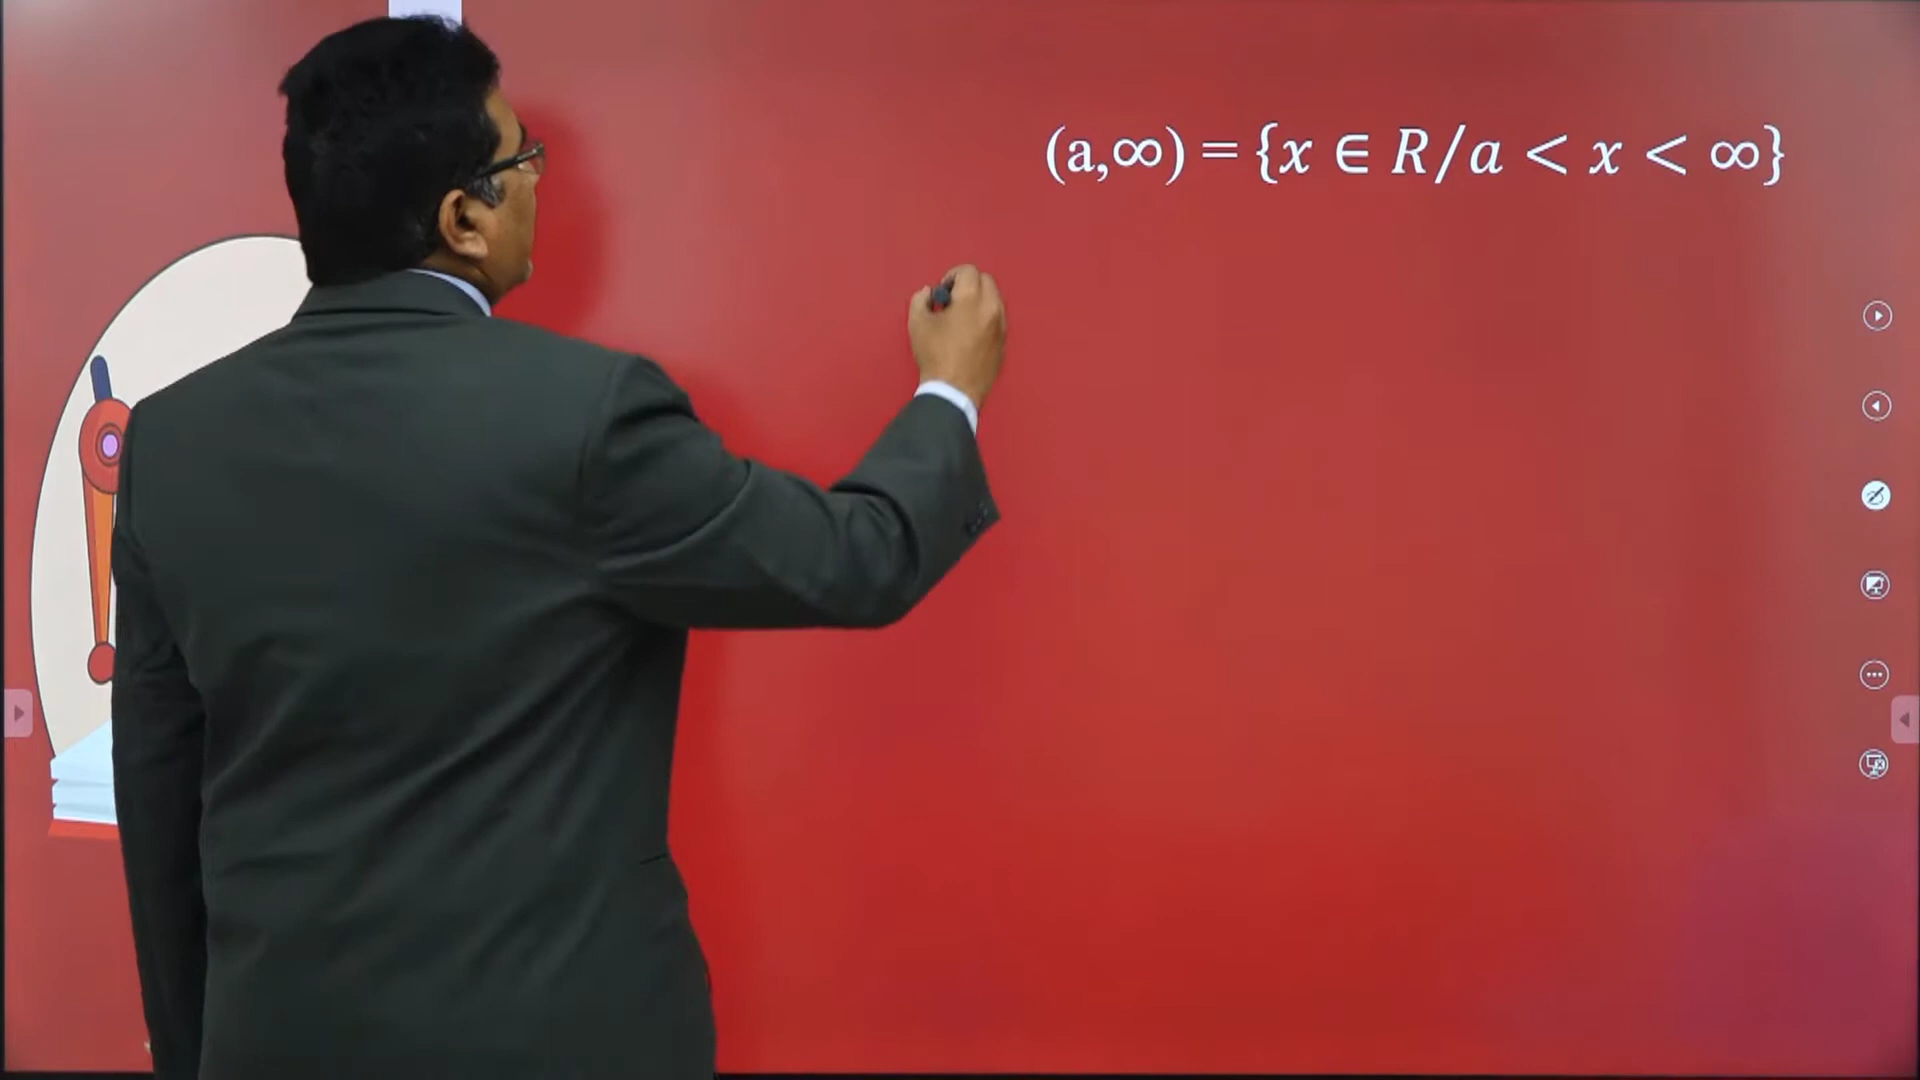 (a,∞) = {x ∈ R/a < x < ∞}